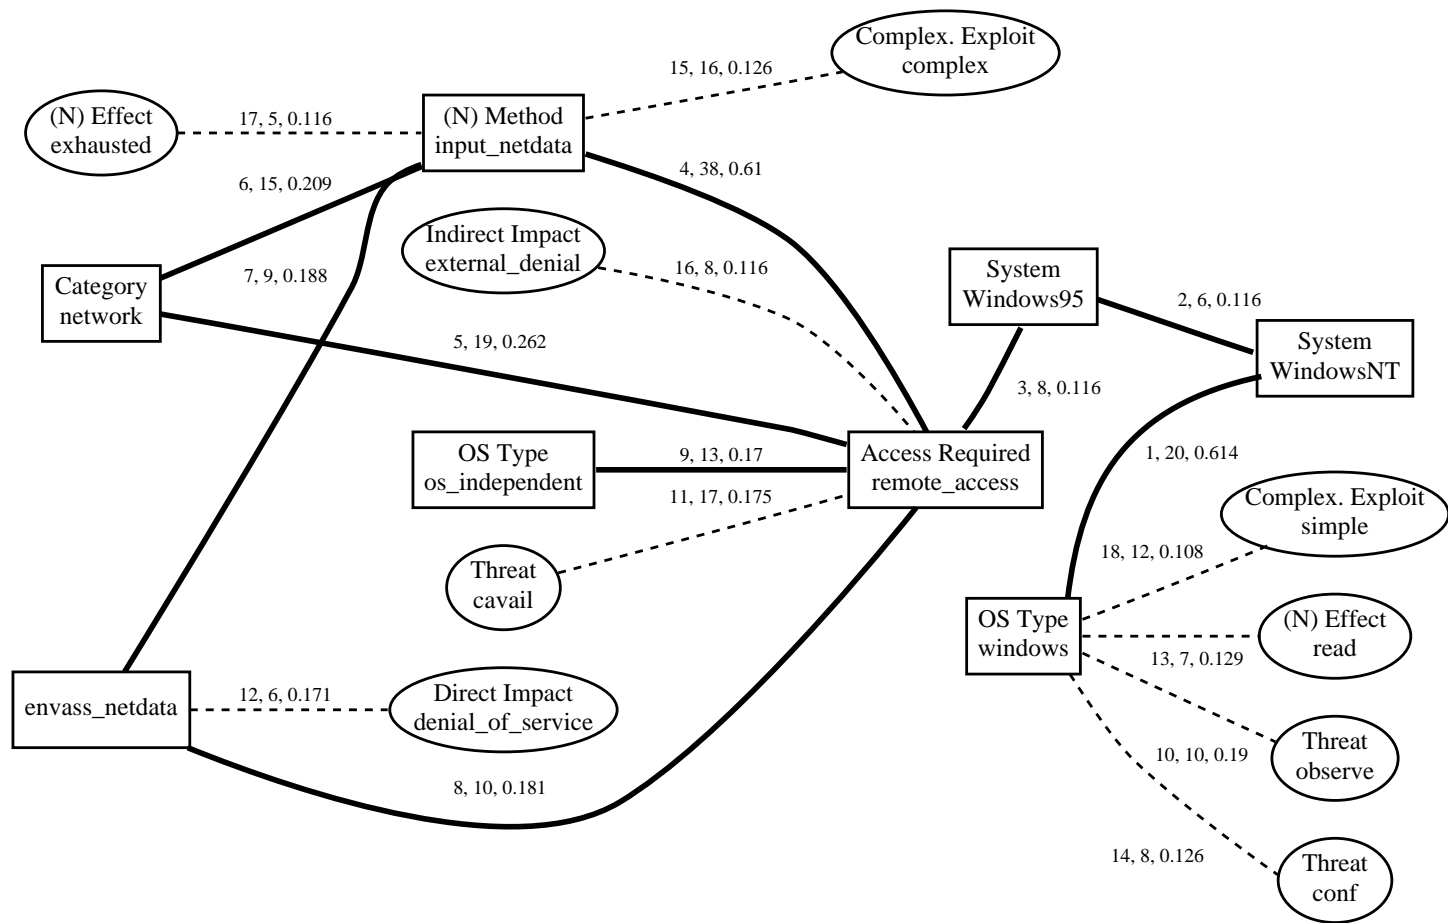 Complex. Exploit
complex
15, 16, 0.126
(N) Effect
exhausted
17, 5, 0.116
(N) Method
input_netdata
6, 15, 0.209
4, 38, 0.61
Indirect Impact
external_denial
7, 9, 0.188
16, 8, 0.116
Category
network
System
Windows95
2, 6, 0.116
System
WindowsNT
5, 19, 0.262
3, 8, 0.116
OS Type
os_independent
9, 13, 0.17
Access Required
remote_access
1, 20, 0.614
11, 17, 0.175
Complex. Exploit
simple
18, 12, 0.108
Threat
cavail
OS Type
windows
(N) Effect
read
13, 7, 0.129
envass_netdata
12, 6, 0.171
Direct Impact
denial_of_service
10, 10, 0.19
Threat
observe
8, 10, 0.181
14, 8, 0.126
Threat
conf